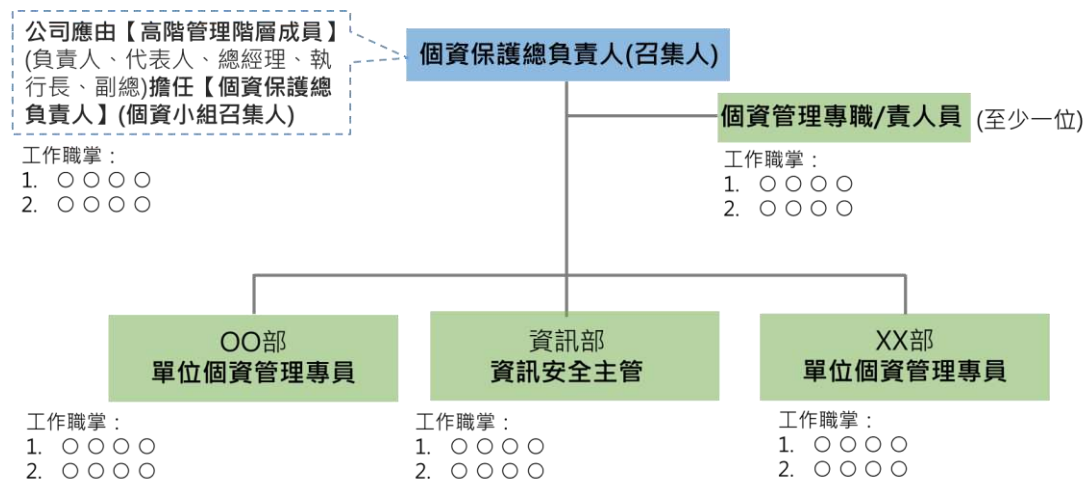 公司應由【高階管理階層成員】
(負責人、代表人、總經理、執
行長、副總)擔任【個資保護總
負責人】(個資小組召集人)
個資保護總負責人(召集人)
個資管理專職/責人員 (至少一位)
工作職掌：
1. ○○○○
2. ○○○○
工作職掌：
1. ○○○○
2. ○○○○
OO部
單位個資管理專員
資訊部
資訊安全主管
XX部
單位個資管理專員
工作職掌：
1. ○○○○
2. ○○○○
工作職掌：
1. ○○○○
2. ○○○○
工作職掌：
1. ○○○○
2. ○○○○